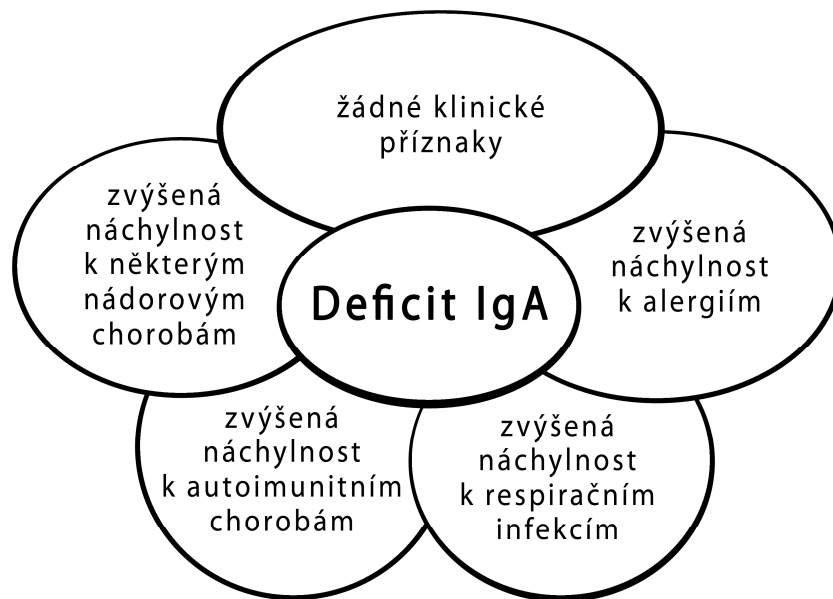 žádné klinické
příznaky
zvýšená
náchylnost
k některým
nádorovým
chorobám
Deficit IgA
zvýšená
náchylnost
k alergiím
zvýšená
náchylnost
k autoimunitním
chorobám
zvýšená
náchylnost
k respiračním
infekcím